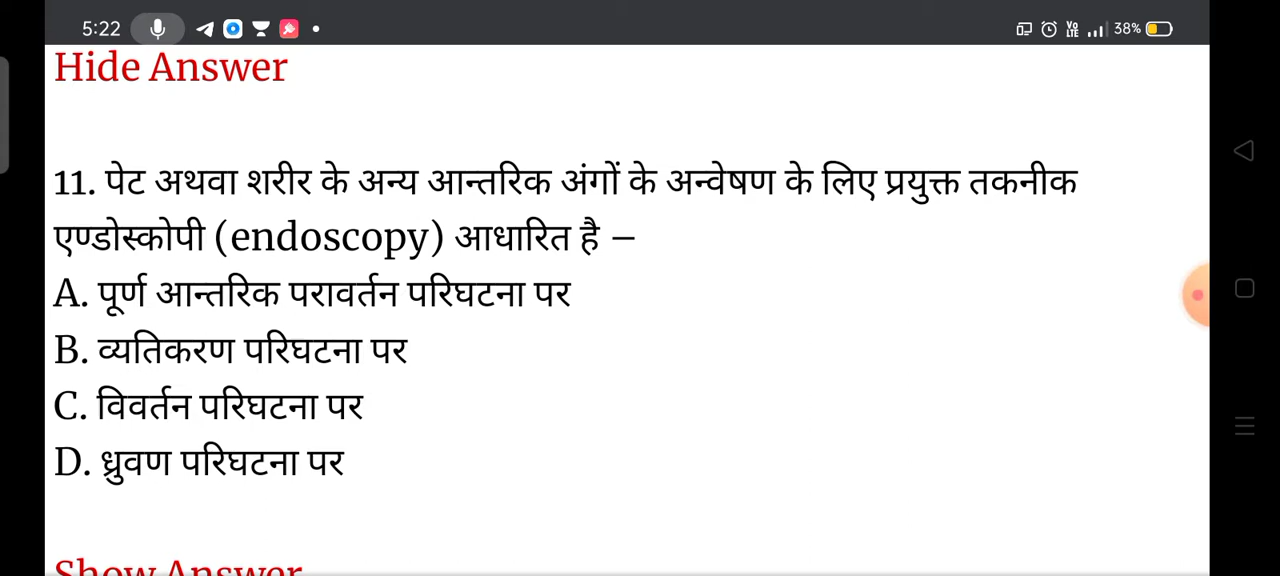 5:22
VO LTE 38%
Hide Answer
11. पेट अथवा शरीर के अन्य आन्तरिक अंगों के अन्वेषण के लिए प्रयुक्त तकनीक
एण्डोस्कोपी (endoscopy) आधारित है –
A. पूर्ण आन्तरिक परावर्तन परिघटना पर
B. व्यतिकरण परिघटना पर
C. विवर्तन परिघटना पर
D. ध्रुवण परिघटना पर
Show Answer